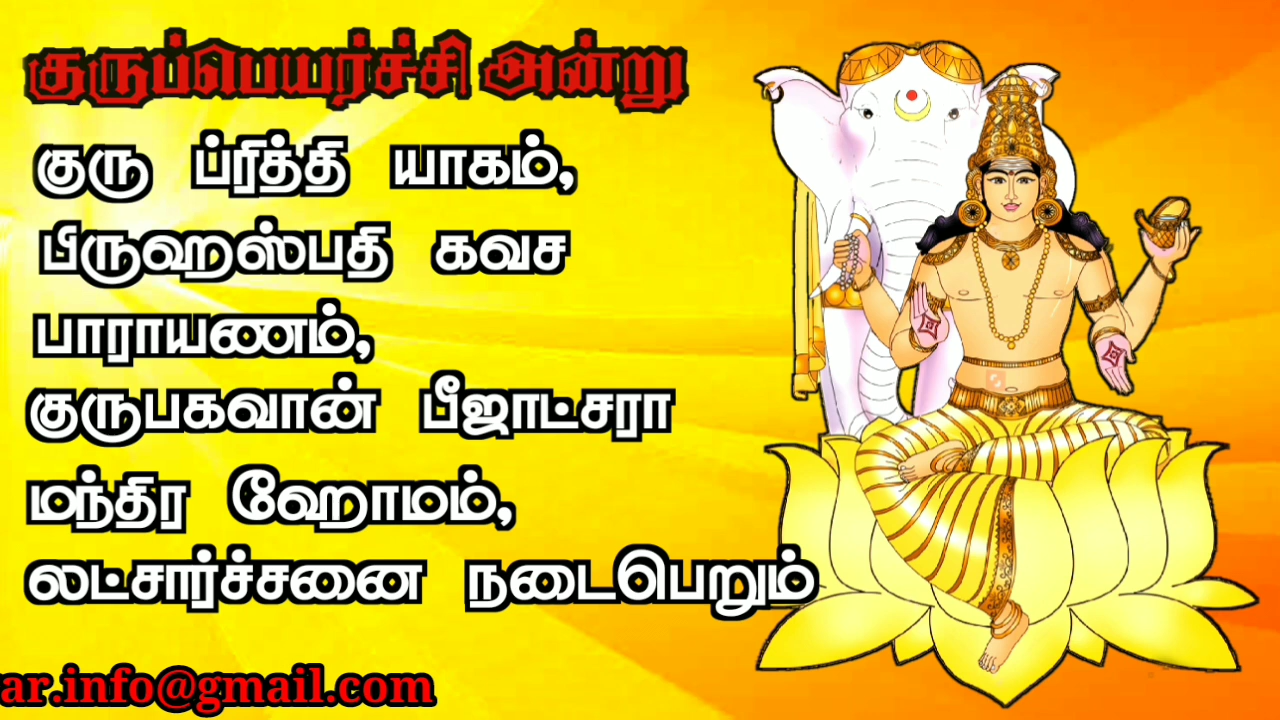 குருப்பெயர்ச்சி அன்று
குரு ப்ரித்தி யாகம்,
பிருஹஸ்பதி கவச
பாராயணம்,
குருபகவான் பீஜாட்சரா
மந்திர ஹோமம்,
லட்சார்ச்சனை நடைபெறும்
ar.info@gmail.com